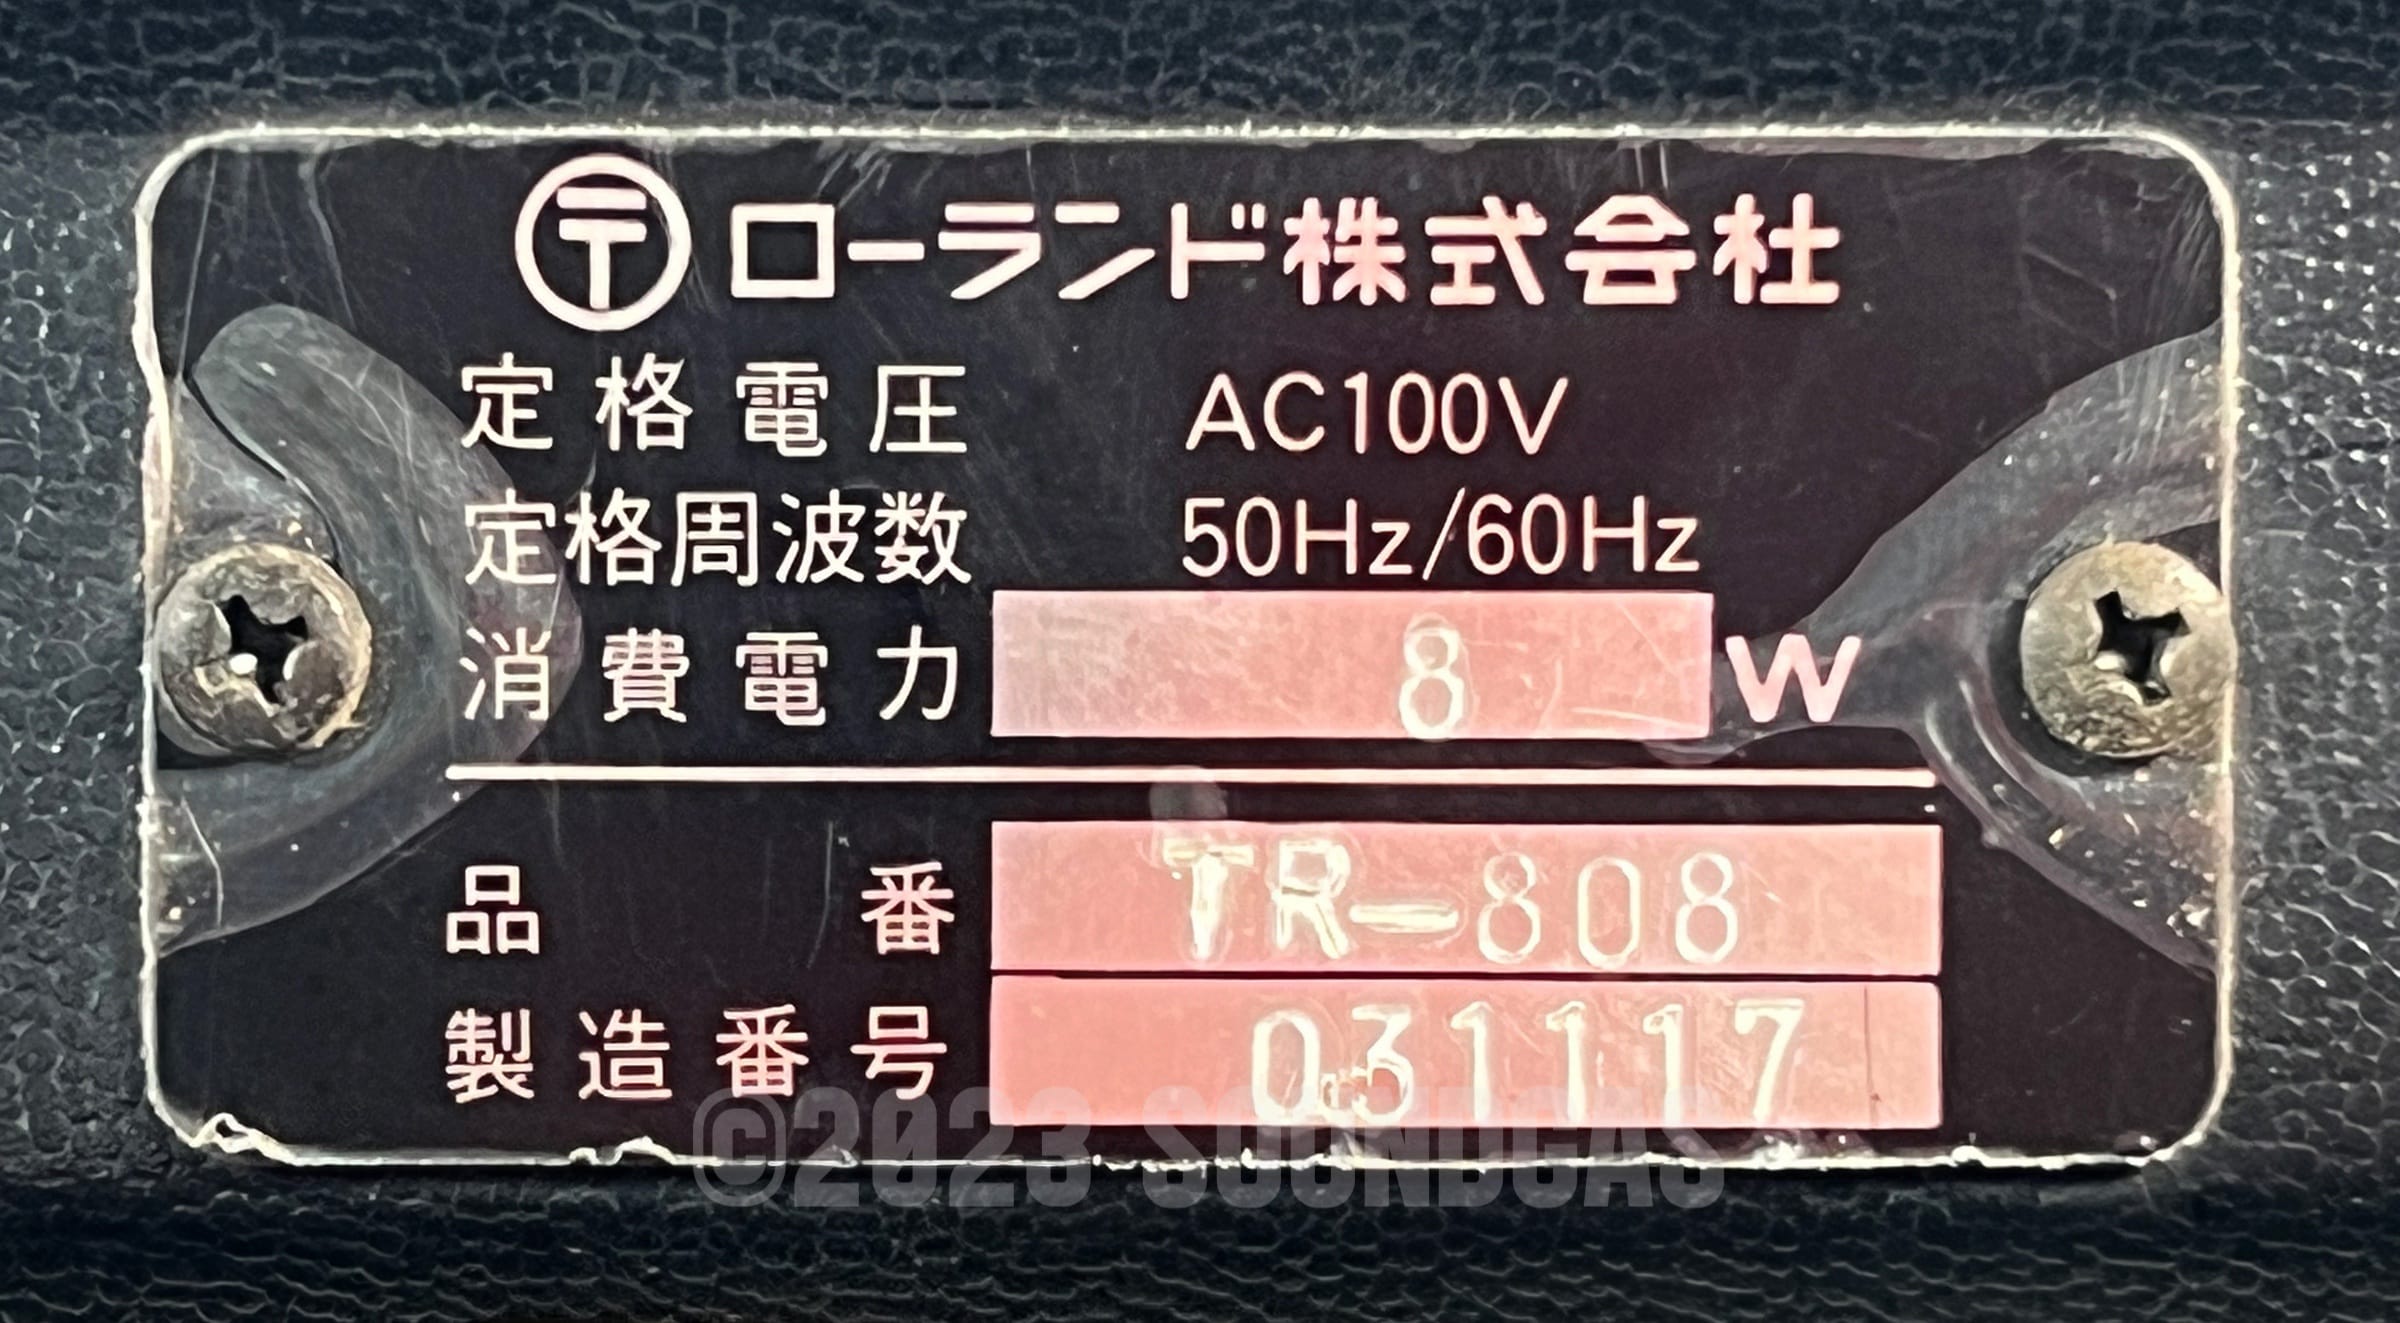 〶 ローランド株式会社
定格電圧 AC100V
定格周波数 50Hz/60Hz
消費電力 8 W
品番 TR-808
製造番号 031117
©2023 SOUNDGAS